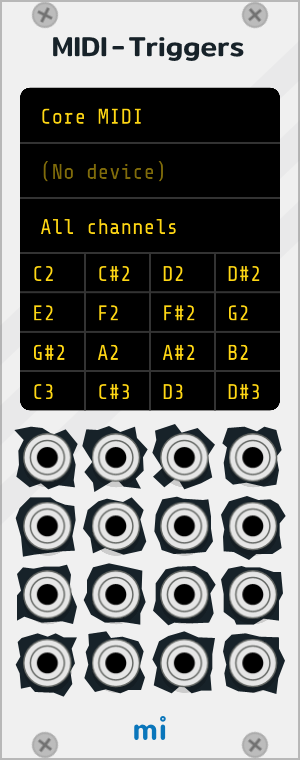 MIDI-Triggers
Core MIDI
(No device)
All channels
C2 C#2 D2 D#2
E2 F2 F#2 G2
G#2 A2 A#2 B2
C3 C#3 D3 D#3
mi